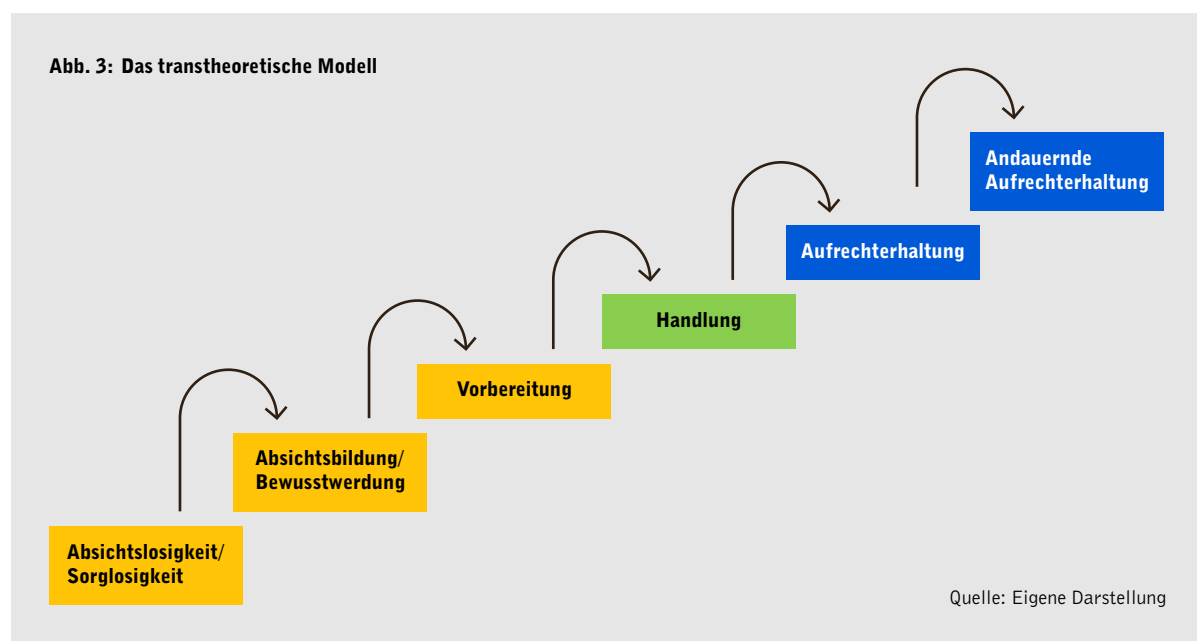 Abb. 3: Das transtheoretische Modell
Andauernde
Aufrechterhaltung
Aufrechterhaltung
Handlung
Vorbereitung
Absichtsbildung/
Bewusstwerdung
Absichtslosigkeit/
Sorglosigkeit
Quelle: Eigene Darstellung